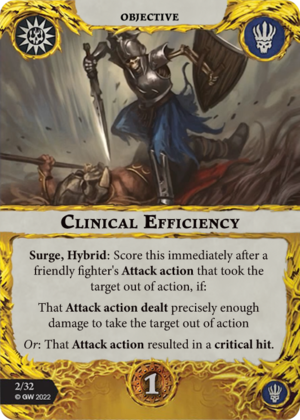 OBJECTIVE
CLINICAL EFFICIENCY
Surge, Hybrid: Score this immediately after a
friendly fighter's Attack action that took the
target out of action, if:
That Attack action dealt precisely enough
damage to take the target out of action
Or: That Attack action resulted in a critical hit.
2/32
© GW 2022
1